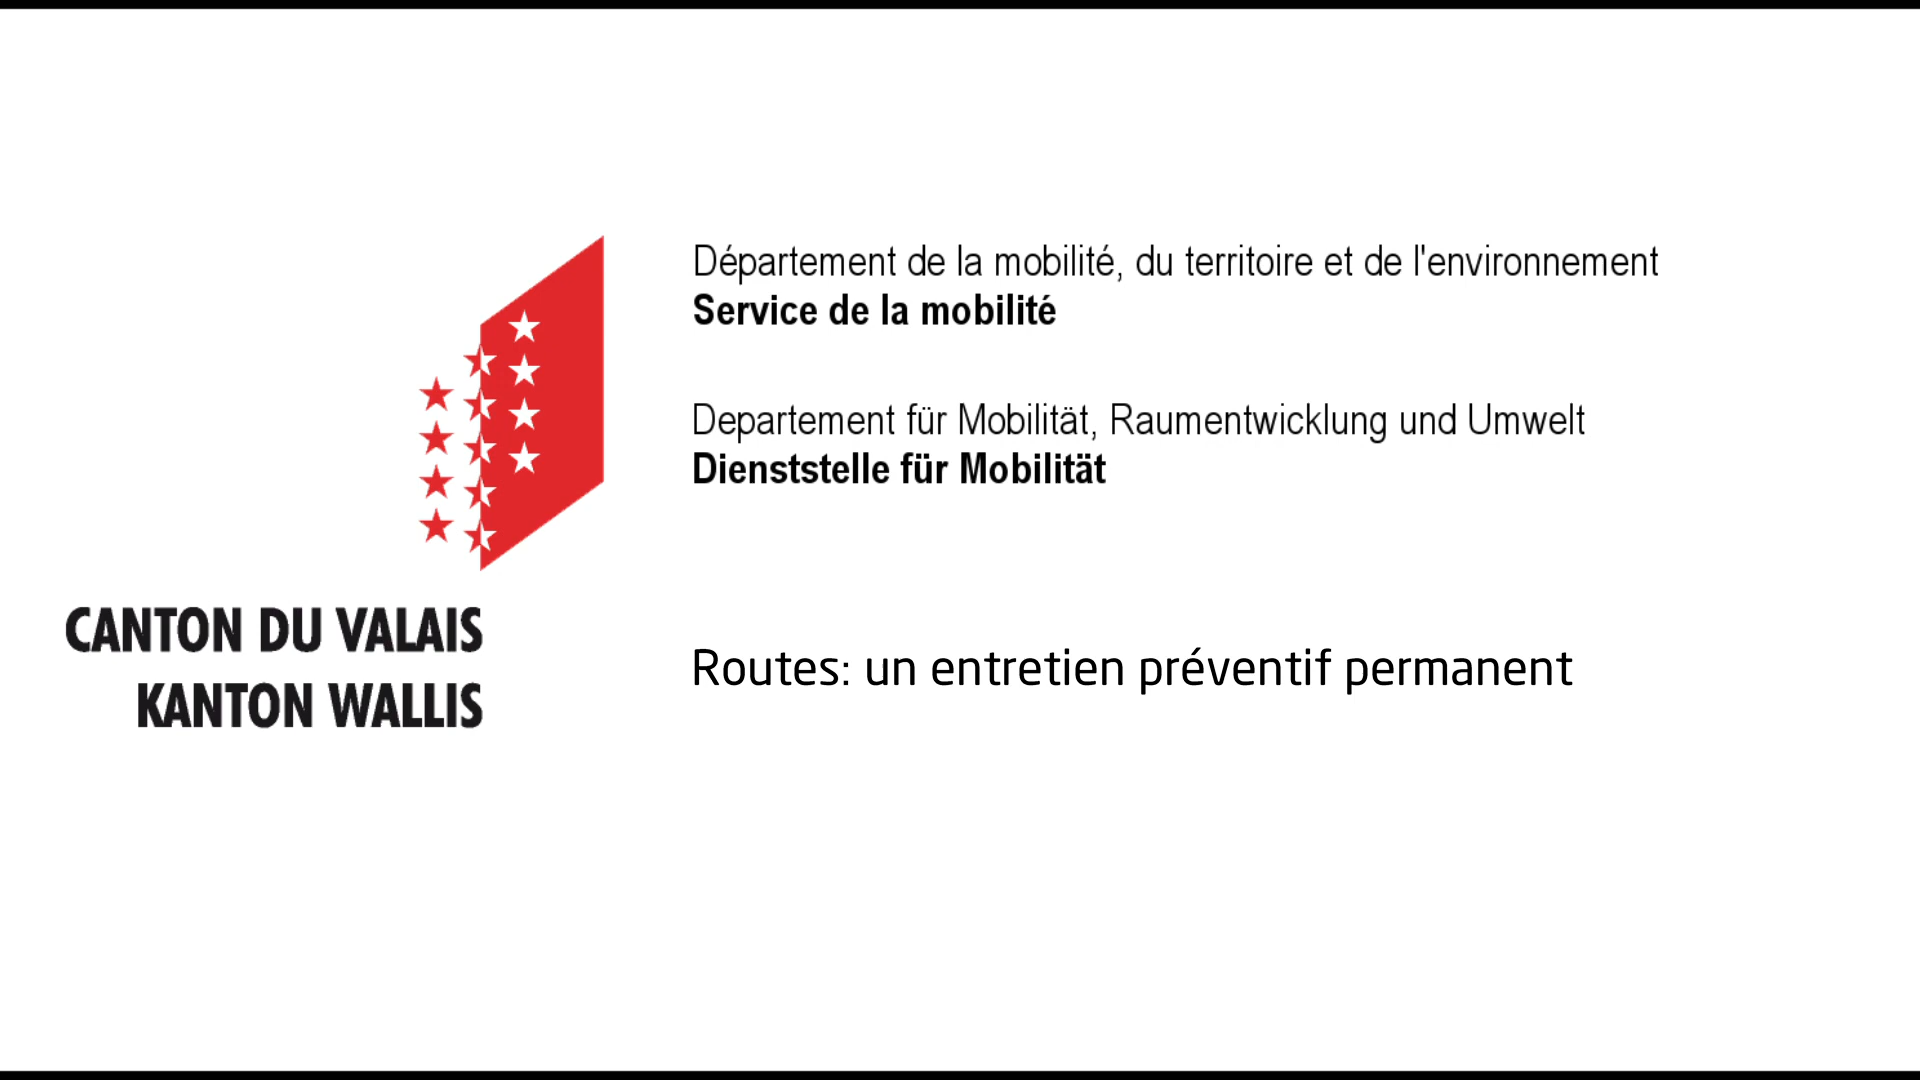 Département de la mobilité, du territoire et de l'environnement
Service de la mobilité
Departement für Mobilität, Raumentwicklung und Umwelt
Dienststelle für Mobilität
CANTON DU VALAIS
KANTON WALLIS
Routes: un entretien préventif permanent